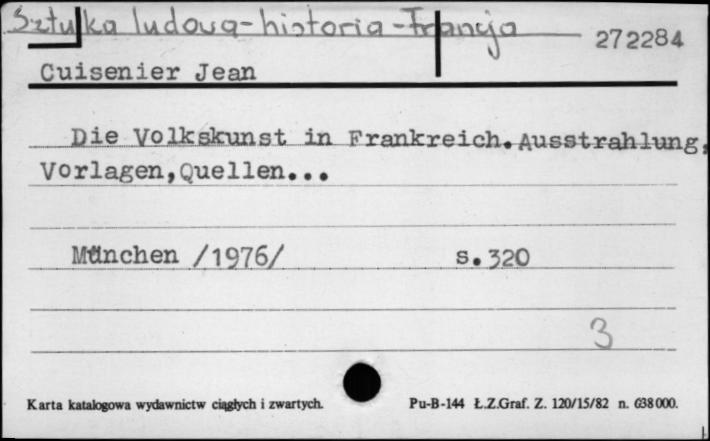 Sztuka ludowa-historia-Francja
272284
Cuisenier Jean
Die Volkskunst in Frankreich.Ausstrahlung,
Vorlagen,Quellen...
München /1976/ s.320
3
Karta katalogowa wydawnictw ciągłych i zwartych. Pu-B-144 Ł.Z.Graf. Z. 120/15/82 n. 638000.